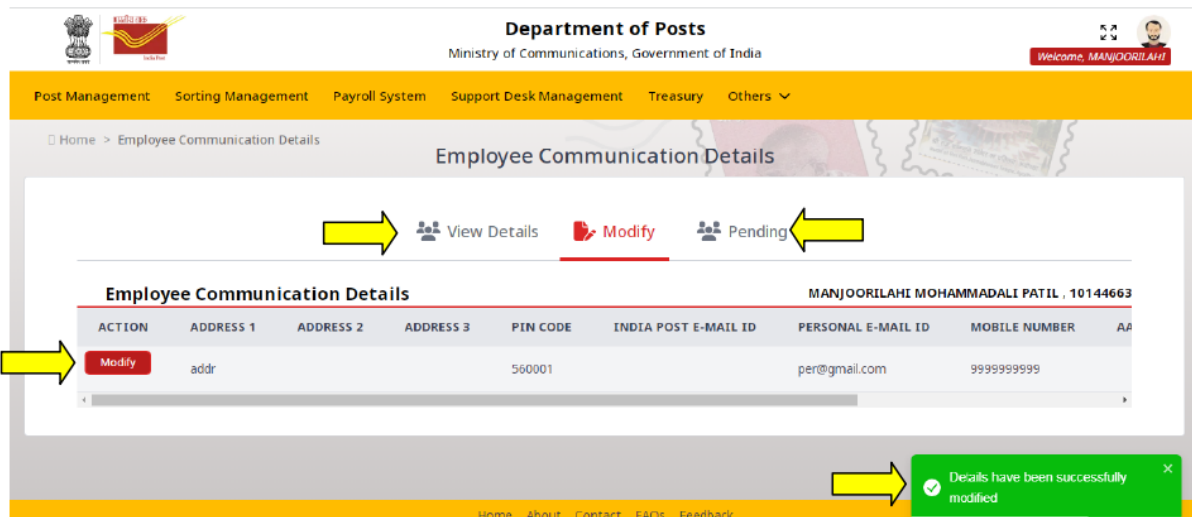 Department of Posts
Ministry of Communications, Government of India
India Post
Welcome, MANJOORILAHI
Post Management Sorting Management Payroll System Support Desk Management Treasury Others
Home > Employee Communication Details
Employee Communication Details
View Details Modify Pending
Employee Communication Details MANJOORILAHI MOHAMMADALI PATIL , 10144663
ACTION ADDRESS 1 ADDRESS 2 ADDRESS 3 PIN CODE INDIA POST E-MAIL ID PERSONAL E-MAIL ID MOBILE NUMBER AA
Modify addr 560001 per@gmail.com 9999999999
Details have been successfully
modified
Home About Contact FAQs Feedback